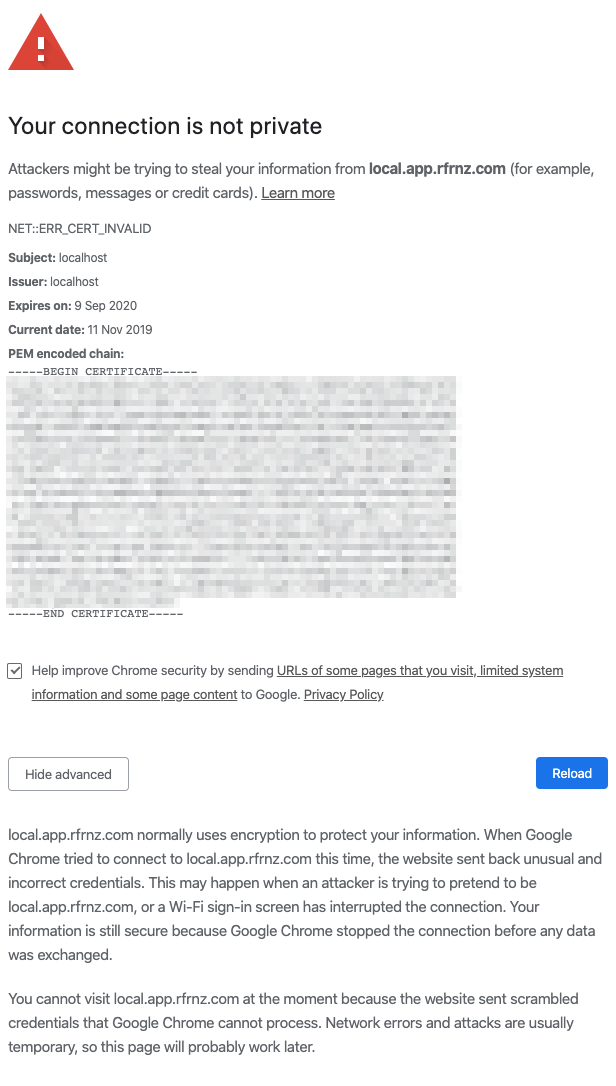 Your connection is not private
Attackers might be trying to steal your information from local.app.rfrnz.com (for example,
passwords, messages or credit cards). Learn more
NET::ERR_CERT_INVALID
Subject: localhost
Issuer: localhost
Expires on: 9 Sep 2020
Current date: 11 Nov 2019
PEM encoded chain:
-----BEGIN CERTIFICATE-----
-----END CERTIFICATE-----
Help improve Chrome security by sending URLs of some pages that you visit, limited system
information and some page content to Google. Privacy Policy
Hide advanced
Reload
local.app.rfrnz.com normally uses encryption to protect your information. When Google
Chrome tried to connect to local.app.rfrnz.com this time, the website sent back unusual and
incorrect credentials. This may happen when an attacker is trying to pretend to be
local.app.rfrnz.com, or a Wi-Fi sign-in screen has interrupted the connection. Your
information is still secure because Google Chrome stopped the connection before any data
was exchanged.
You cannot visit local.app.rfrnz.com at the moment because the website sent scrambled
credentials that Google Chrome cannot process. Network errors and attacks are usually
temporary, so this page will probably work later.